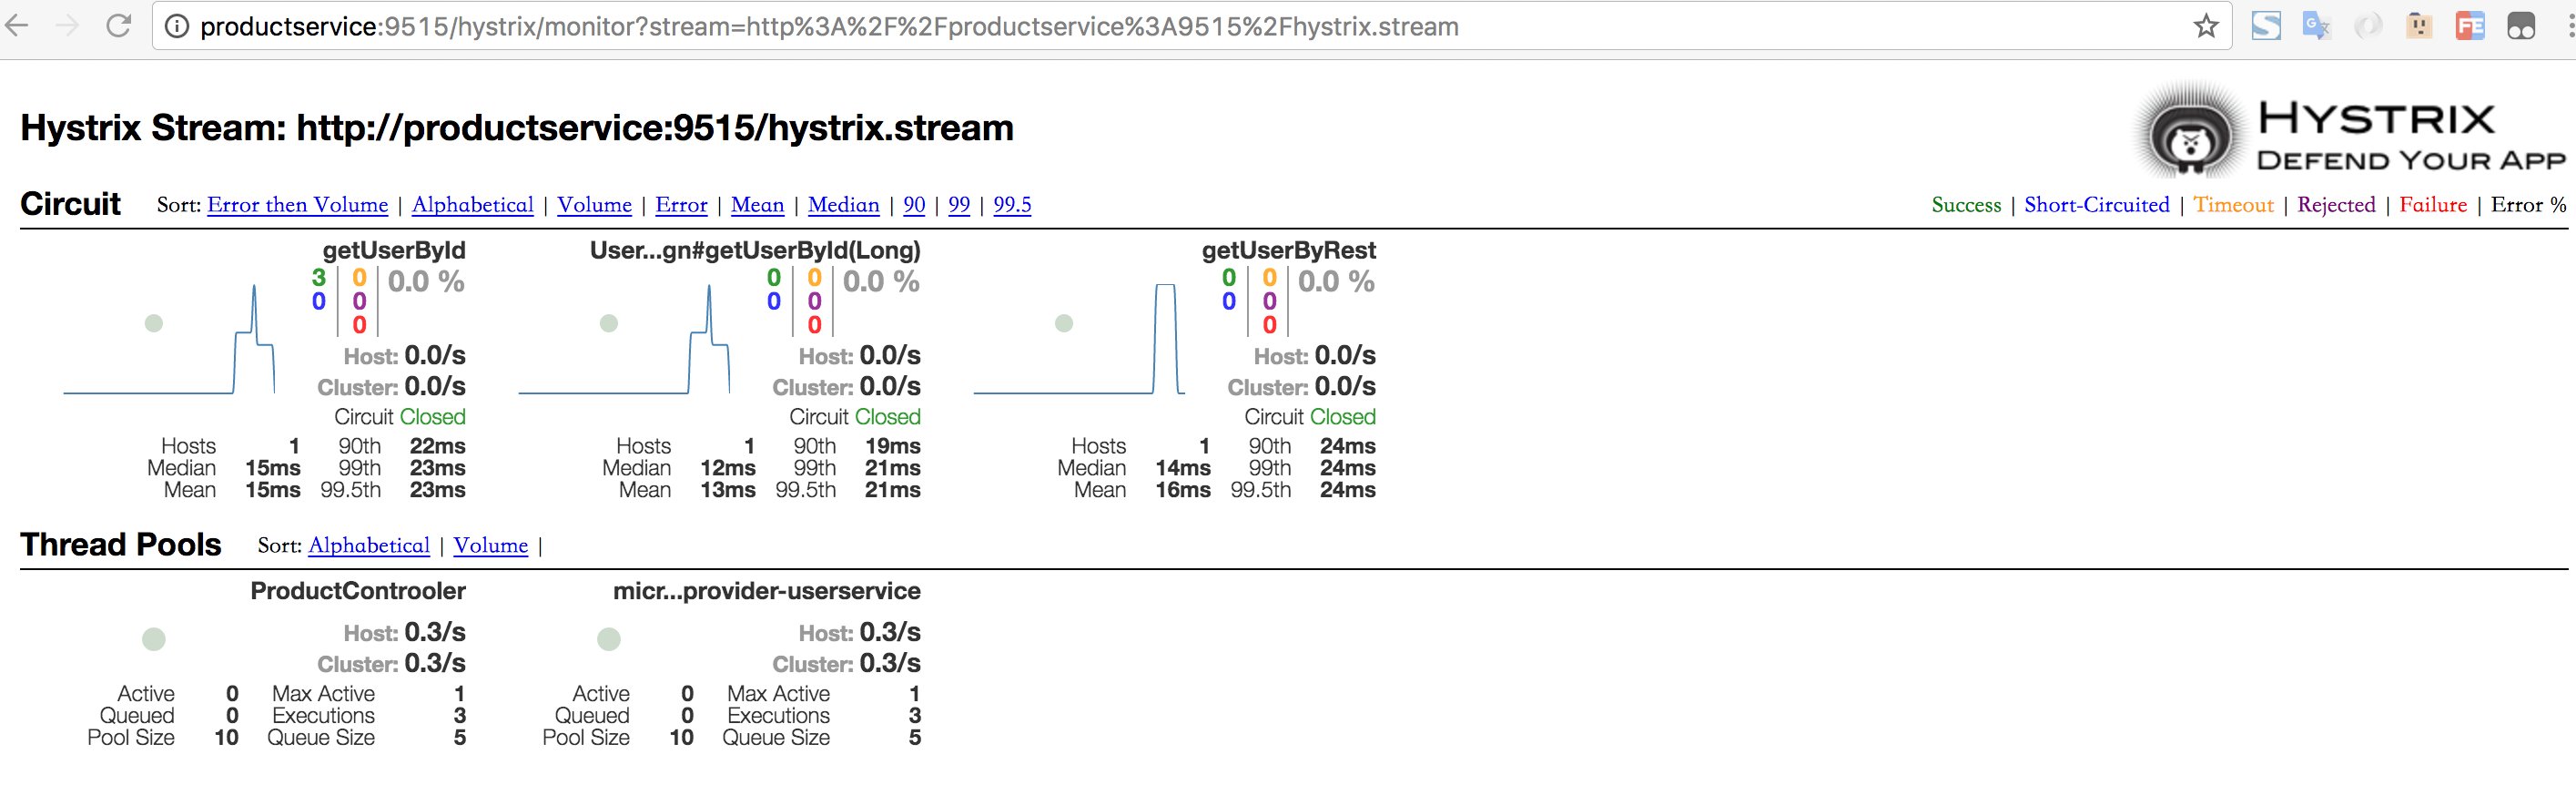 productservice:9515/hystrix/monitor?stream=http%3A%2F%2Fproductservice%3A9515%2Fhystrix.stream
Hystrix Stream: http://productservice:9515/hystrix.stream
HYSTRIX
DEFEND YOUR APP
Circuit Sort: Error then Volume | Alphabetical | Volume | Error | Mean | Median | 90 | 99 | 99.5
Success | Short-Circuited | Timeout | Rejected | Failure | Error %
getUserById
3 0 0.0 %
0 0
0
Host: 0.0/s
Cluster: 0.0/s
Circuit Closed
Hosts 1 90th 22ms
Median 15ms 99th 23ms
Mean 15ms 99.5th 23ms
User...gn#getUserById(Long)
0 0 0.0 %
0 0
0
Host: 0.0/s
Cluster: 0.0/s
Circuit Closed
Hosts 1 90th 19ms
Median 12ms 99th 21ms
Mean 13ms 99.5th 21ms
getUserByRest
0 0 0.0 %
0 0
0
Host: 0.0/s
Cluster: 0.0/s
Circuit Closed
Hosts 1 90th 24ms
Median 14ms 99th 24ms
Mean 16ms 99.5th 24ms
Thread Pools Sort: Alphabetical | Volume |
ProductControoler
Host: 0.3/s
Cluster: 0.3/s
Active 0 Max Active 1
Queued 0 Executions 3
Pool Size 10 Queue Size 5
micr...provider-userservice
Host: 0.3/s
Cluster: 0.3/s
Active 0 Max Active 1
Queued 0 Executions 3
Pool Size 10 Queue Size 5
S
G
FE